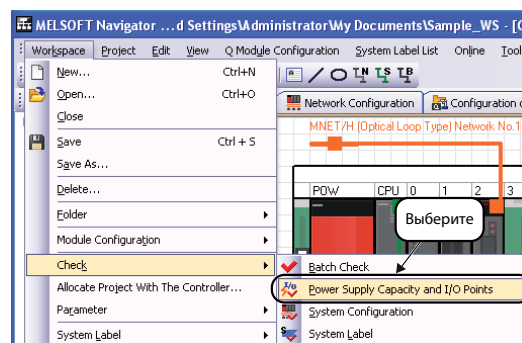 MELSOFT Navigator ...d Settings\Administrator\My Documents\Sample_WS - [
Workspace Project Edit View Q Module Configuration System Label List Online Tool
New... Ctrl+N
Open... Ctrl+O
Close
Save Ctrl + S
Save As...
Delete...
Folder
Module Configuration
Check
Allocate Project With The Controller...
Parameter
System Label
Network Configuration Configuration
MNET/H (Optical Loop Type) Network No.1
POW CPU 0 1 2 3
Выберите
Batch Check
I/o Power Supply Capacity and I/O Points
System Configuration
System Label